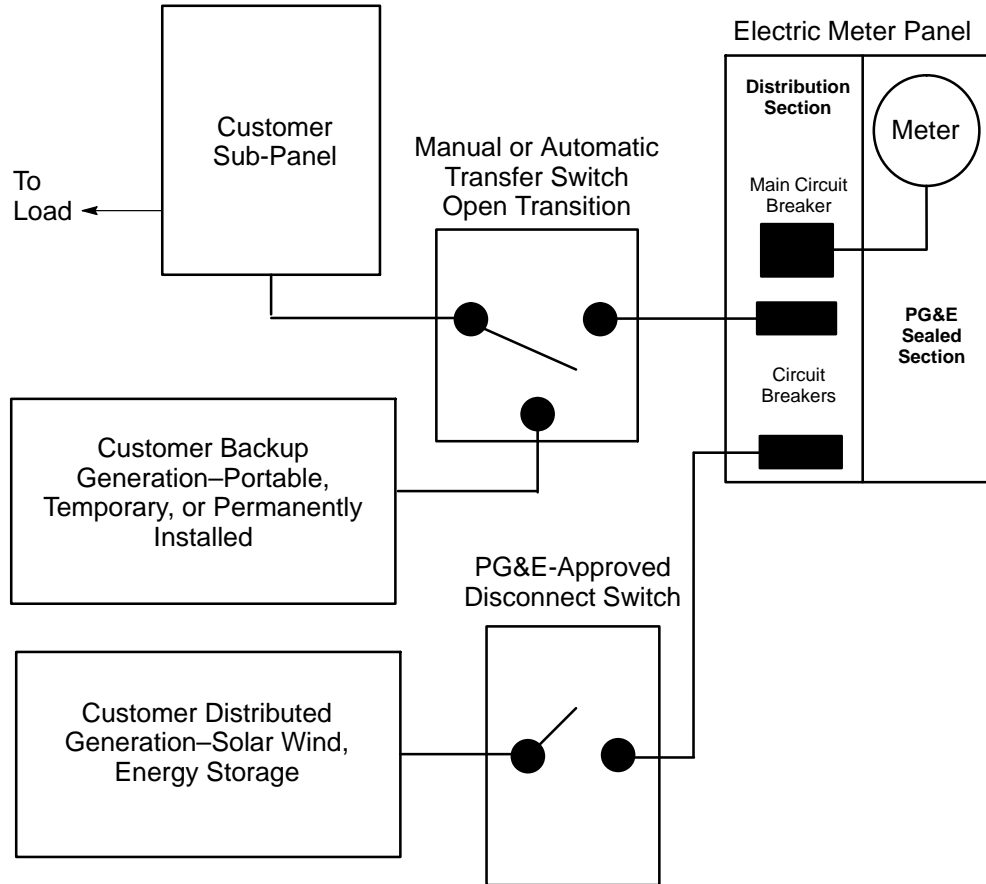 Electric Meter Panel
Distribution
Section
Meter
Customer
Sub-Panel
Manual or Automatic
Transfer Switch
Open Transition
To
Load
Main Circuit
Breaker
PG&E
Sealed
Section
Circuit
Breakers
Customer Backup
Generation–Portable,
Temporary, or Permanently
Installed
PG&E-Approved
Disconnect Switch
Customer Distributed
Generation–Solar Wind,
Energy Storage